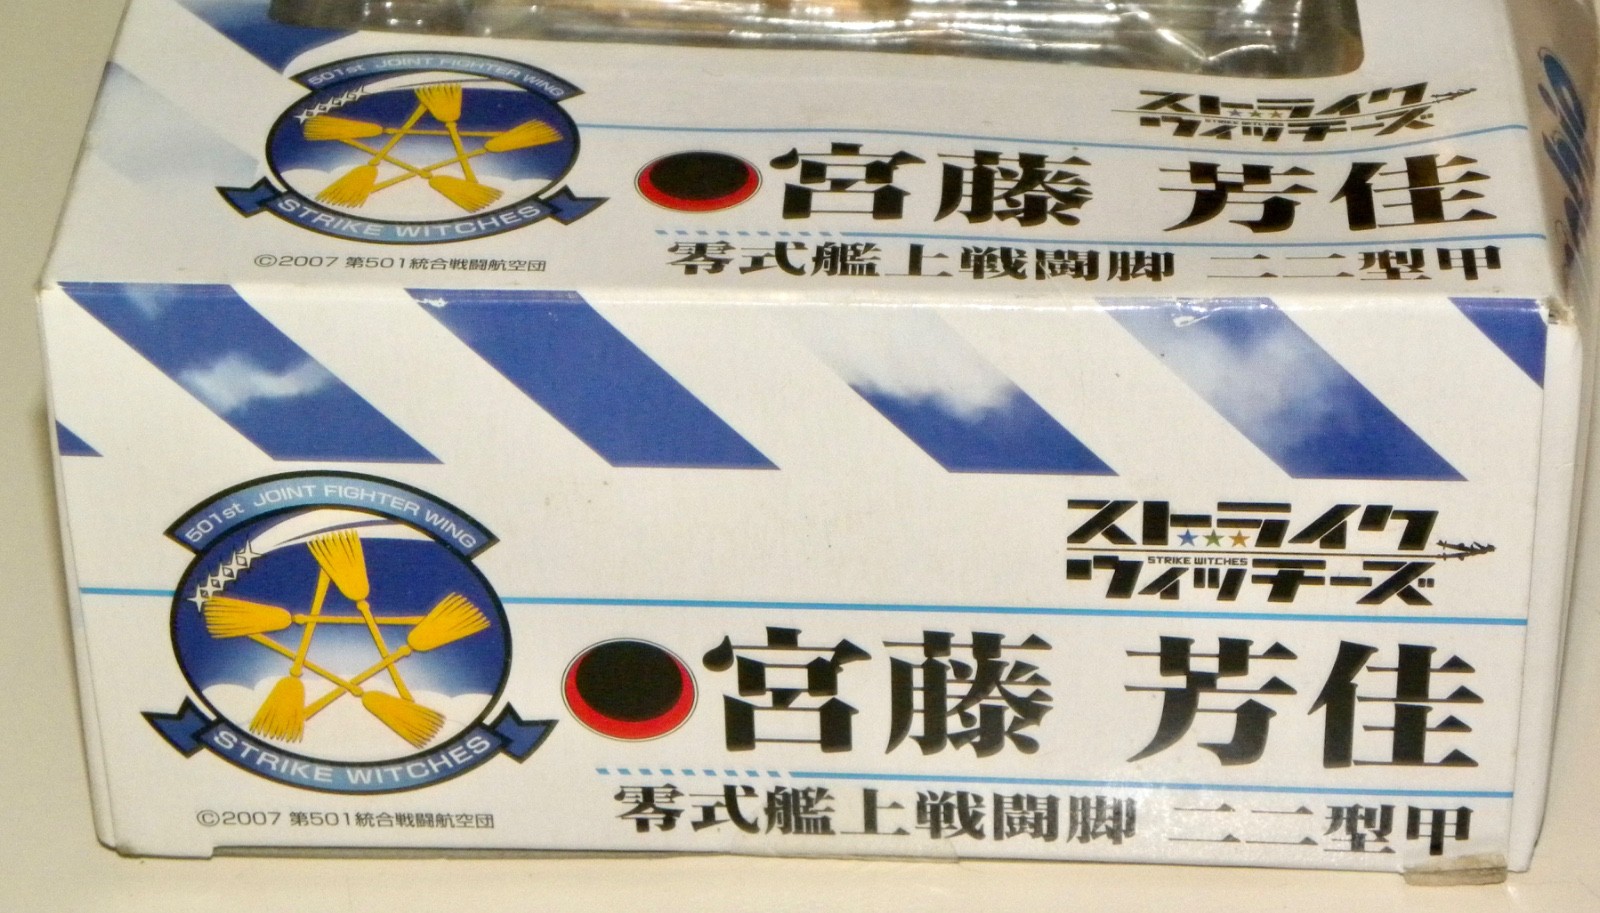 501st JOINT FIGHTER WING
STRIKE WITCHES
©2007 第501統合戦闘航空団
ストライク
STRIKE WITCHES
ウィッチーズ
宮藤 芳佳
零式艦上戦闘脚 二二型甲
501st JOINT FIGHTER WING
STRIKE WITCHES
©2007 第501統合戦闘航空団
ストライク
STRIKE WITCHES
ウィッチーズ
宮藤 芳佳
零式艦上戦闘脚 二二型甲